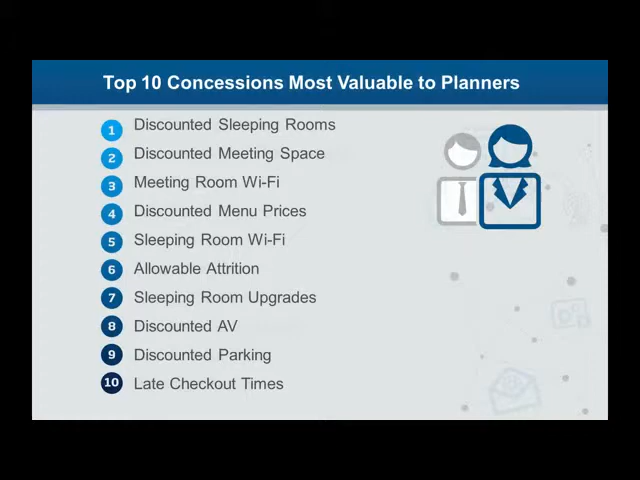 Top 10 Concessions Most Valuable to Planners
1 Discounted Sleeping Rooms
2 Discounted Meeting Space
3 Meeting Room Wi-Fi
4 Discounted Menu Prices
5 Sleeping Room Wi-Fi
6 Allowable Attrition
7 Sleeping Room Upgrades
8 Discounted AV
9 Discounted Parking
10 Late Checkout Times